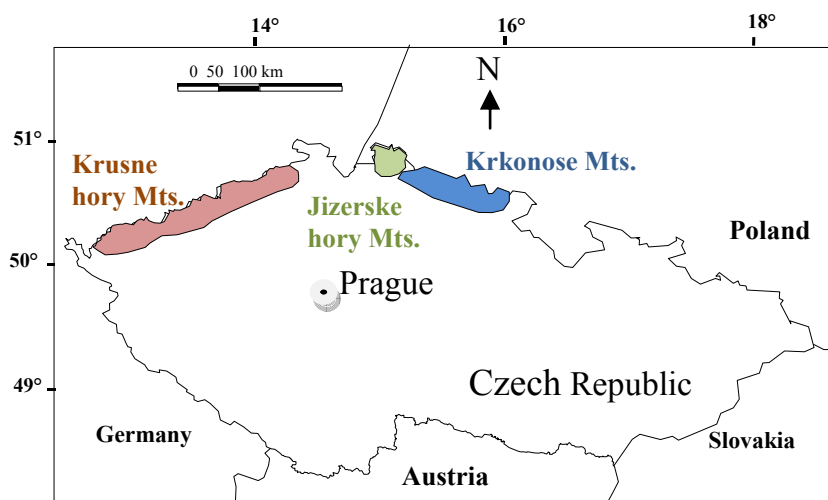 14°
16°
18°
0 50 100 km
N
51°
Krusne
hory Mts.
Krkonose Mts.
Jizerske
hory Mts.
Poland
50°
Prague
49°
Czech Republic
Germany
Slovakia
Austria